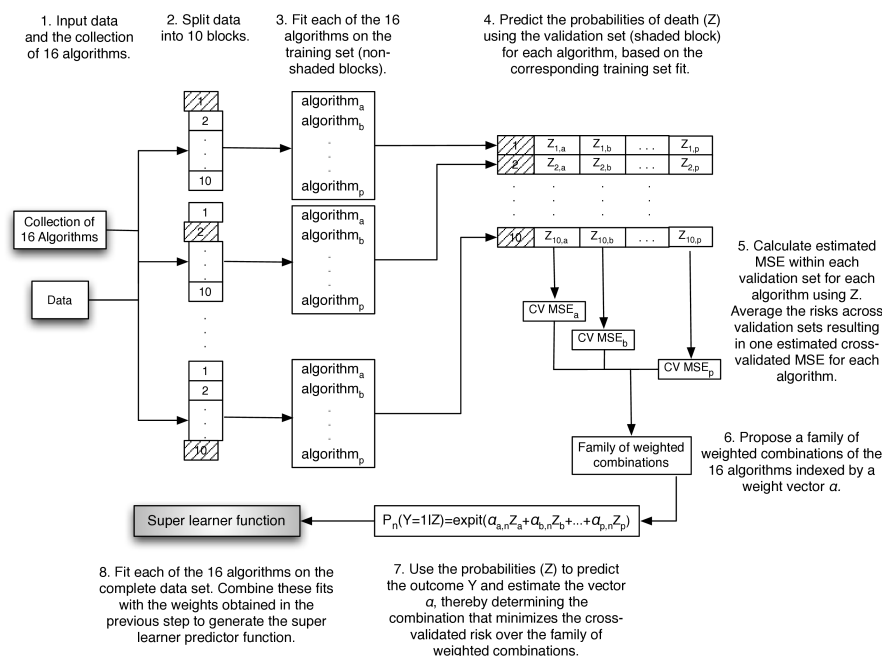 1. Input data
and the collection
of 16 algorithms.
2. Split data
into 10 blocks.
3. Fit each of the 16
algorithms on the
training set (non-
shaded blocks).
4. Predict the probabilities of death (Z)
using the validation set (shaded block)
for each algorithm, based on the
corresponding training set fit.
1
2
.
.
.
10
algorithm_a
algorithm_b
.
.
.
algorithm_p
1 Z_1,a Z_1,b . . . Z_1,p
2 Z_2,a Z_2,b . . . Z_2,p
. . . .
. . . .
10 Z_10,a Z_10,b . . . Z_10,p
Collection of
16 Algorithms
Data
1
2
.
.
.
10
algorithm_a
algorithm_b
.
.
.
algorithm_p
.
.
.
1
2
.
.
.
10
algorithm_a
algorithm_b
.
.
.
algorithm_p
CV MSE_a
CV MSE_b
CV MSE_p
5. Calculate estimated
MSE within each
validation set for each
algorithm using Z.
Average the risks across
validation sets resulting
in one estimated cross-
validated MSE for each
algorithm.
Family of weighted
combinations
6. Propose a family of
weighted combinations of the
16 algorithms indexed by a
weight vector α.
Super learner function
P_n(Y=1|Z)=expit(α_a,nZ_a+α_b,nZ_b+...+α_p,nZ_p)
8. Fit each of the 16 algorithms on the
complete data set. Combine these fits
with the weights obtained in the
previous step to generate the super
learner predictor function.
7. Use the probabilities (Z) to predict
the outcome Y and estimate the vector
α, thereby determining the
combination that minimizes the cross-
validated risk over the family of
weighted combinations.